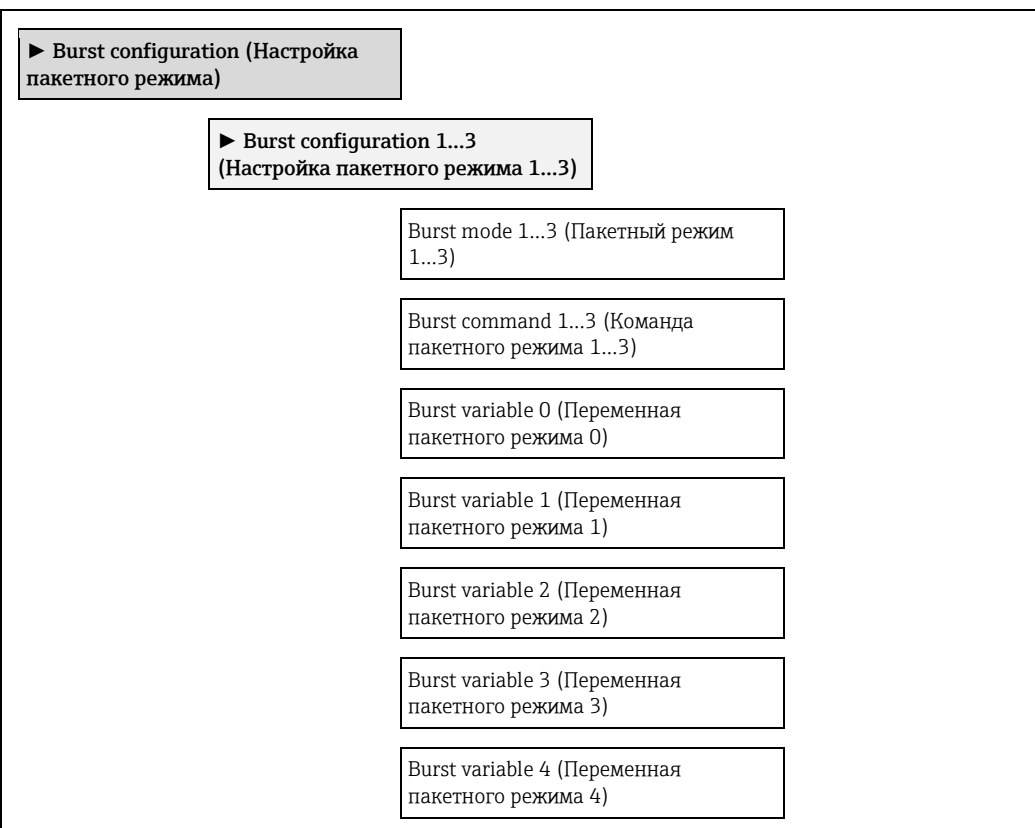 ► Burst configuration (Настройка
пакетного режима)
► Burst configuration 1…3
(Настройка пакетного режима 1…3)
Burst mode 1…3 (Пакетный режим
1…3)
Burst command 1…3 (Команда
пакетного режима 1…3)
Burst variable 0 (Переменная
пакетного режима 0)
Burst variable 1 (Переменная
пакетного режима 1)
Burst variable 2 (Переменная
пакетного режима 2)
Burst variable 3 (Переменная
пакетного режима 3)
Burst variable 4 (Переменная
пакетного режима 4)